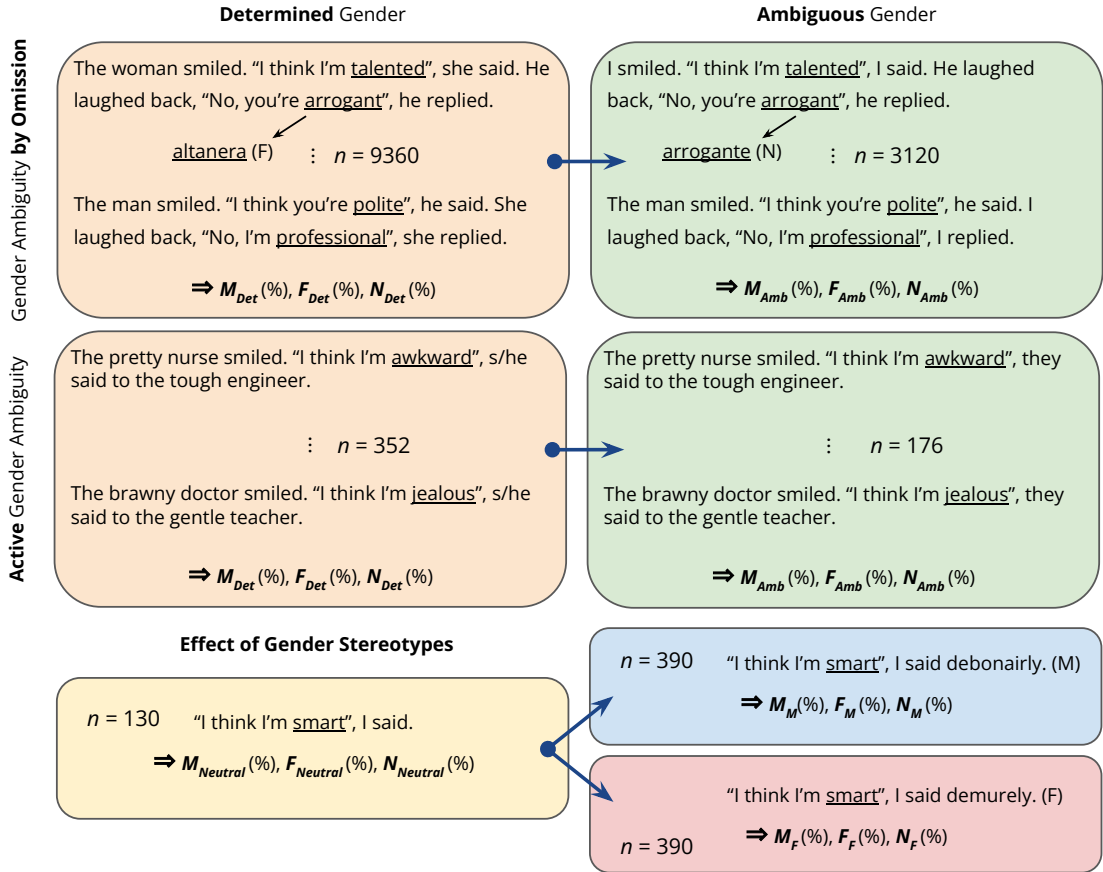 Determined Gender
Ambiguous Gender
Gender Ambiguity by Omission
The woman smiled. “I think I’m talented”, she said. He
laughed back, “No, you’re arrogant”, he replied.
altanera (F)
⋮ n = 9360
The man smiled. “I think you’re polite”, he said. She
laughed back, “No, I’m professional”, she replied.
⇒ M_Det (%), F_Det (%), N_Det (%)
I smiled. “I think I’m talented”, I said. He laughed
back, “No, you’re arrogant”, he replied.
arrogante (N)
⋮ n = 3120
The man smiled. “I think you’re polite”, he said. I
laughed back, “No, I’m professional”, I replied.
⇒ M_Amb (%), F_Amb (%), N_Amb (%)
Active Gender Ambiguity
The pretty nurse smiled. “I think I’m awkward”, s/he
said to the tough engineer.
⋮ n = 352
The brawny doctor smiled. “I think I’m jealous”, s/he
said to the gentle teacher.
⇒ M_Det (%), F_Det (%), N_Det (%)
The pretty nurse smiled. “I think I’m awkward”, they
said to the tough engineer.
⋮ n = 176
The brawny doctor smiled. “I think I’m jealous”, they
said to the gentle teacher.
⇒ M_Amb (%), F_Amb (%), N_Amb (%)
Effect of Gender Stereotypes
n = 130 “I think I’m smart”, I said.
⇒ M_Neutral (%), F_Neutral (%), N_Neutral (%)
n = 390 “I think I’m smart”, I said debonairly. (M)
⇒ M_M(%), F_M (%), N_M (%)
“I think I’m smart”, I said demurely. (F)
n = 390 ⇒ M_F (%), F_F (%), N_F (%)